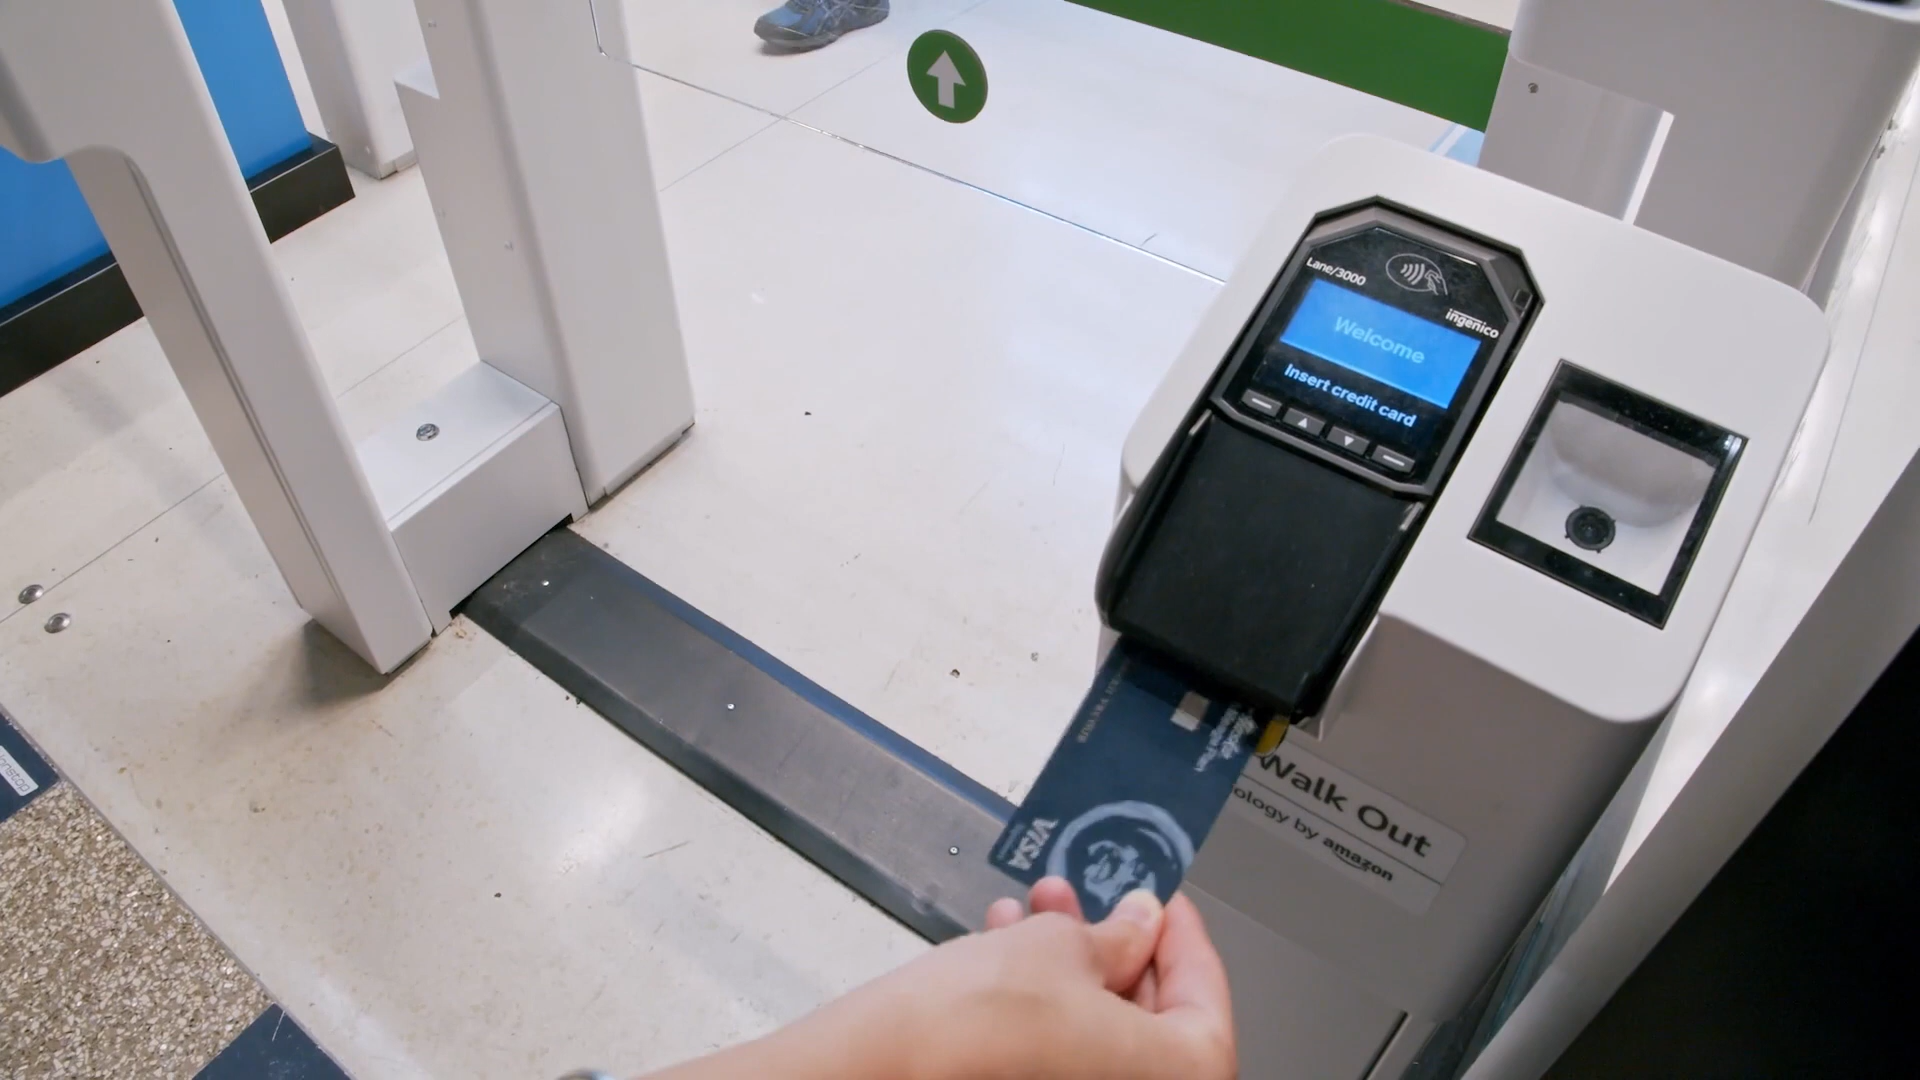 Lane/3000
ingenico
Welcome
Insert credit card
Walk Out
ology by amazon
VISA